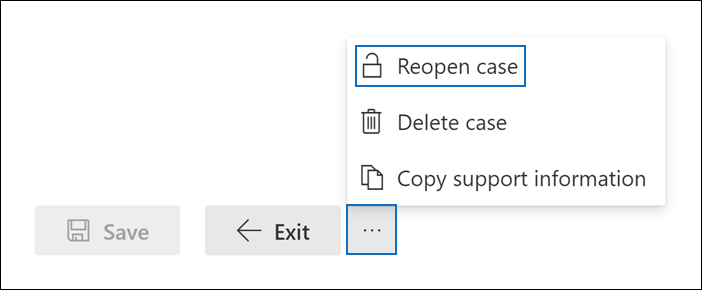 Reopen case
Delete case
Copy support information
Save
Exit
...